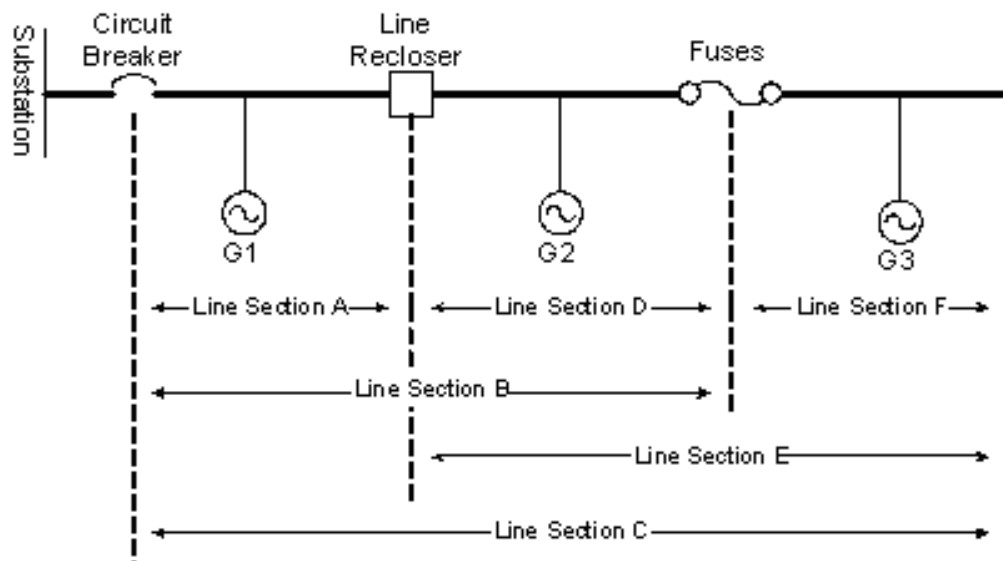 Substation
Circuit
Breaker
Line
Recloser
Fuses
G1
G2
G3
Line Section A
Line Section D
Line Section F
Line Section B
Line Section E
Line Section C